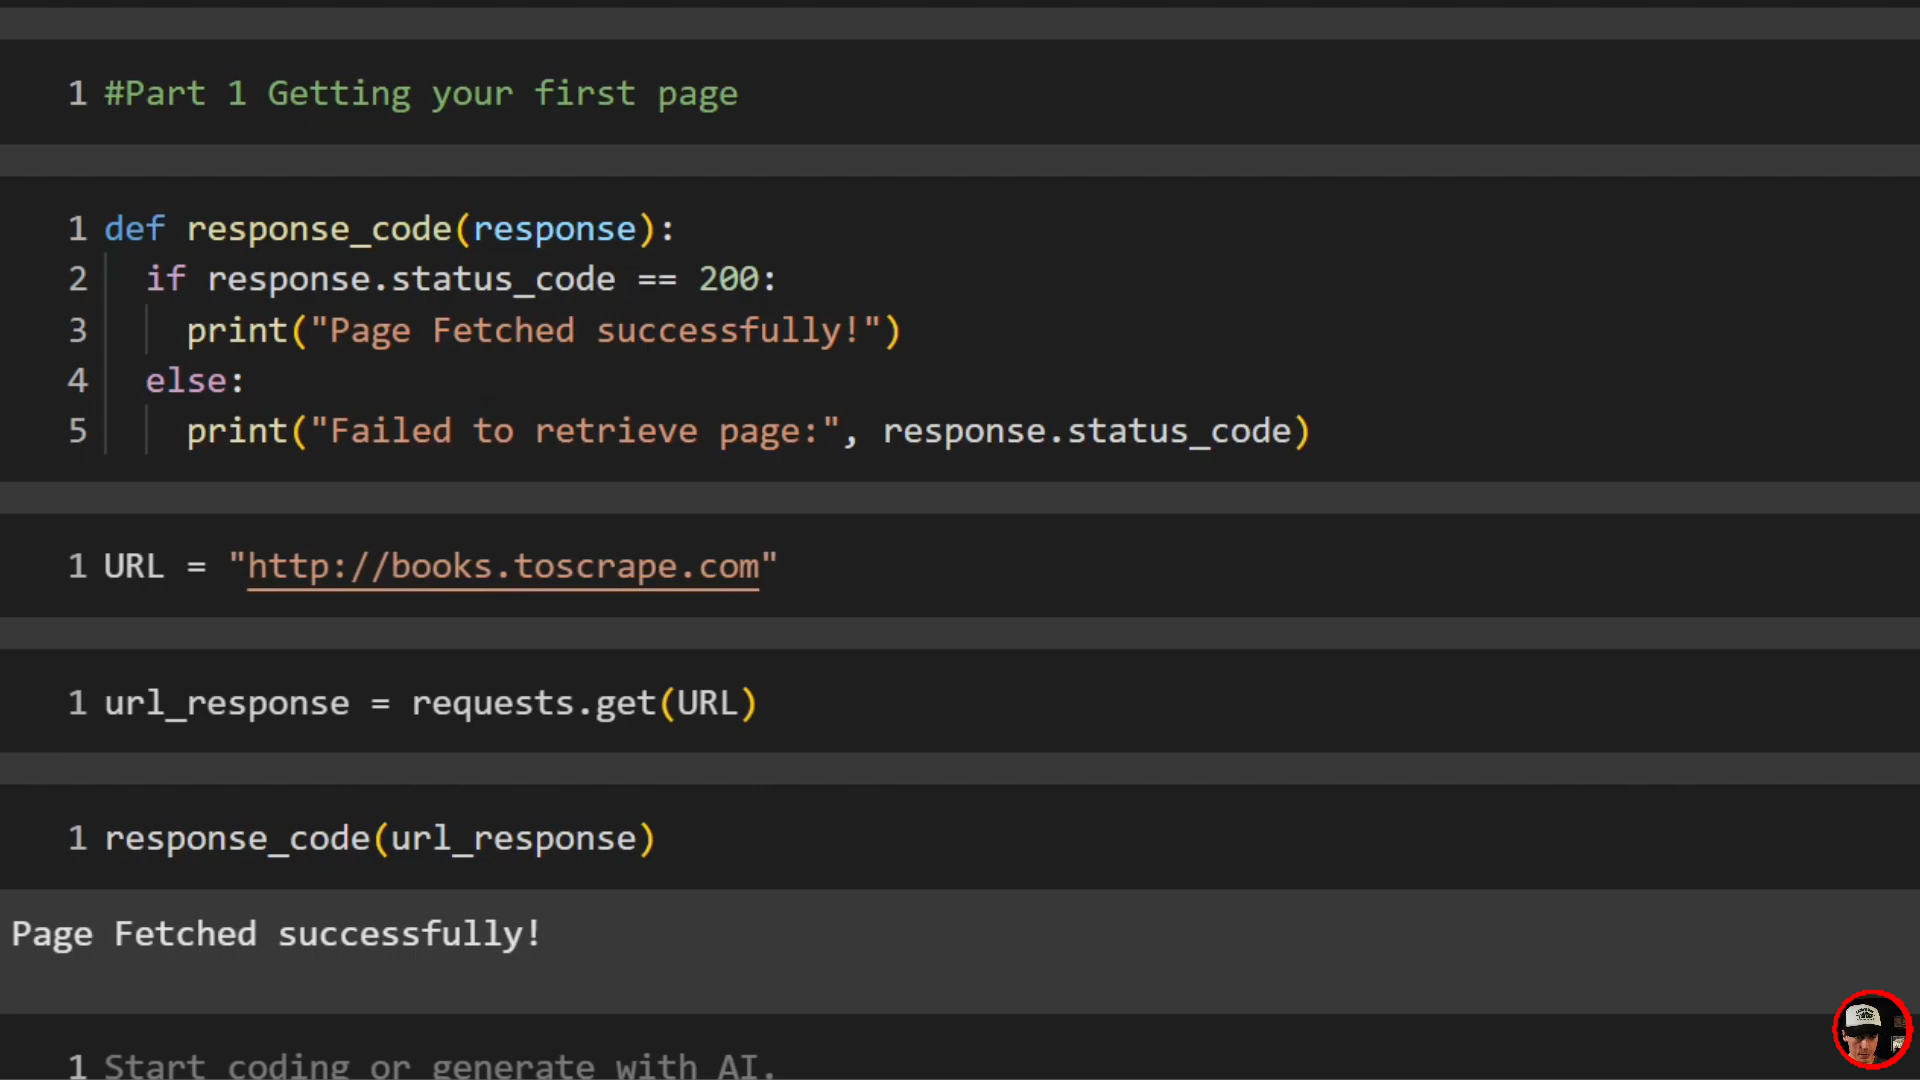 1 #Part 1 Getting your first page
1 def response_code(response):
2   if response.status_code == 200:
3     print("Page Fetched successfully!")
4   else:
5     print("Failed to retrieve page:", response.status_code)
1 URL = "http://books.toscrape.com"
1 url_response = requests.get(URL)
1 response_code(url_response)
Page Fetched successfully!
1 Start coding or generate with AI.